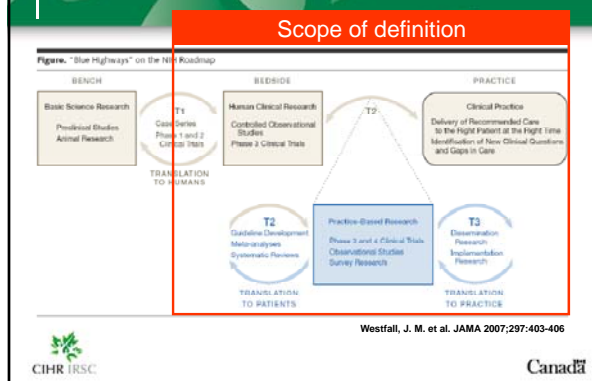 Scope of definition
Figure. "Blue Highways" on the NIH Roadmap
BENCH
BEDSIDE
PRACTICE
Basic Science Research
Preclinical Studies
Animal Research
T1
Case Series
Phase 1 and 2
Clinical Trials
TRANSLATION
TO HUMANS
Human Clinical Research
Controlled Observational
Studies
Phase 3 Clinical Trials
T2
Clinical Practice
Delivery of Recommended Care
to the Right Patient at the Right Time
Identification of New Clinical Questions
and Gaps in Care
T2
Guideline Development
Meta-analyses
Systematic Reviews
TRANSLATION
TO PATIENTS
Practice-Based Research
Phase 3 and 4 Clinical Trials
Observational Studies
Survey Research
T3
Dissemination
Research
Implementation
Research
TRANSLATION
TO PRACTICE
Westfall, J. M. et al. JAMA 2007;297:403-406
CIHR IRSC
Canada